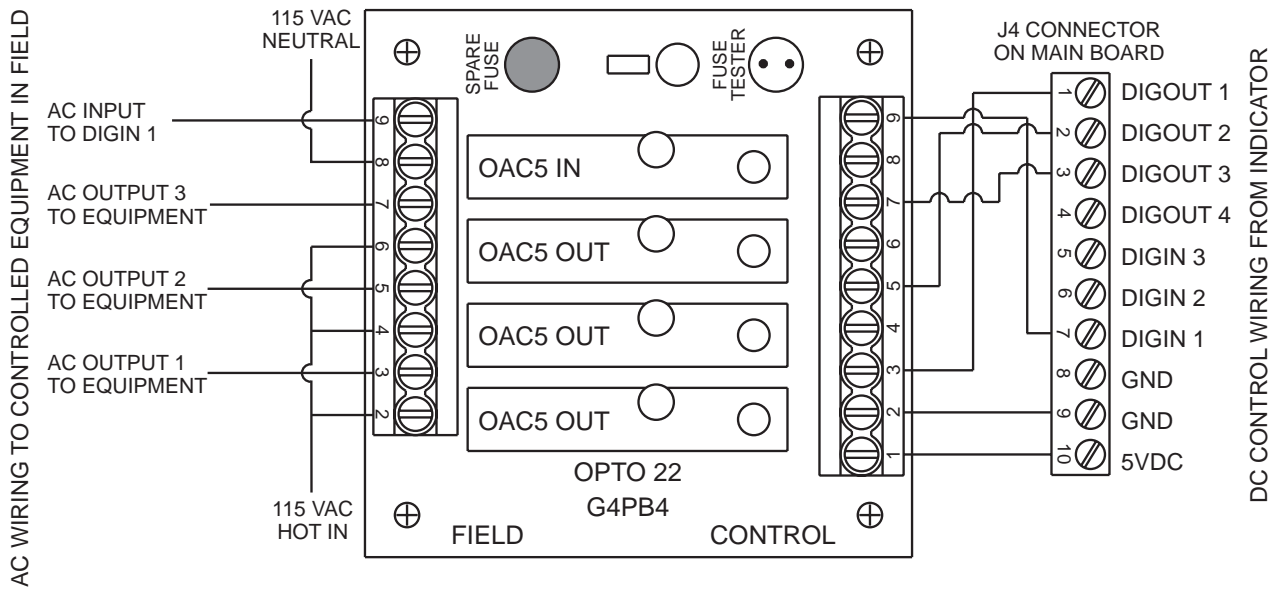 AC WIRING TO CONTROLLED EQUIPMENT IN FIELD
115 VAC
NEUTRAL
AC INPUT
TO DIGIN 1
AC OUTPUT 3
TO EQUIPMENT
AC OUTPUT 2
TO EQUIPMENT
AC OUTPUT 1
TO EQUIPMENT
115 VAC
HOT IN
9
8
7
6
5
4
3
2
SPARE
FUSE
FUSE
TESTER
OAC5 IN
OAC5 OUT
OAC5 OUT
OAC5 OUT
OPTO 22
G4PB4
FIELD
CONTROL
9
8
7
6
5
4
3
2
1
J4 CONNECTOR
ON MAIN BOARD
1 DIGOUT 1
2 DIGOUT 2
3 DIGOUT 3
4 DIGOUT 4
5 DIGIN 3
6 DIGIN 2
7 DIGIN 1
8 GND
9 GND
10 5VDC
DC CONTROL WIRING FROM INDICATOR